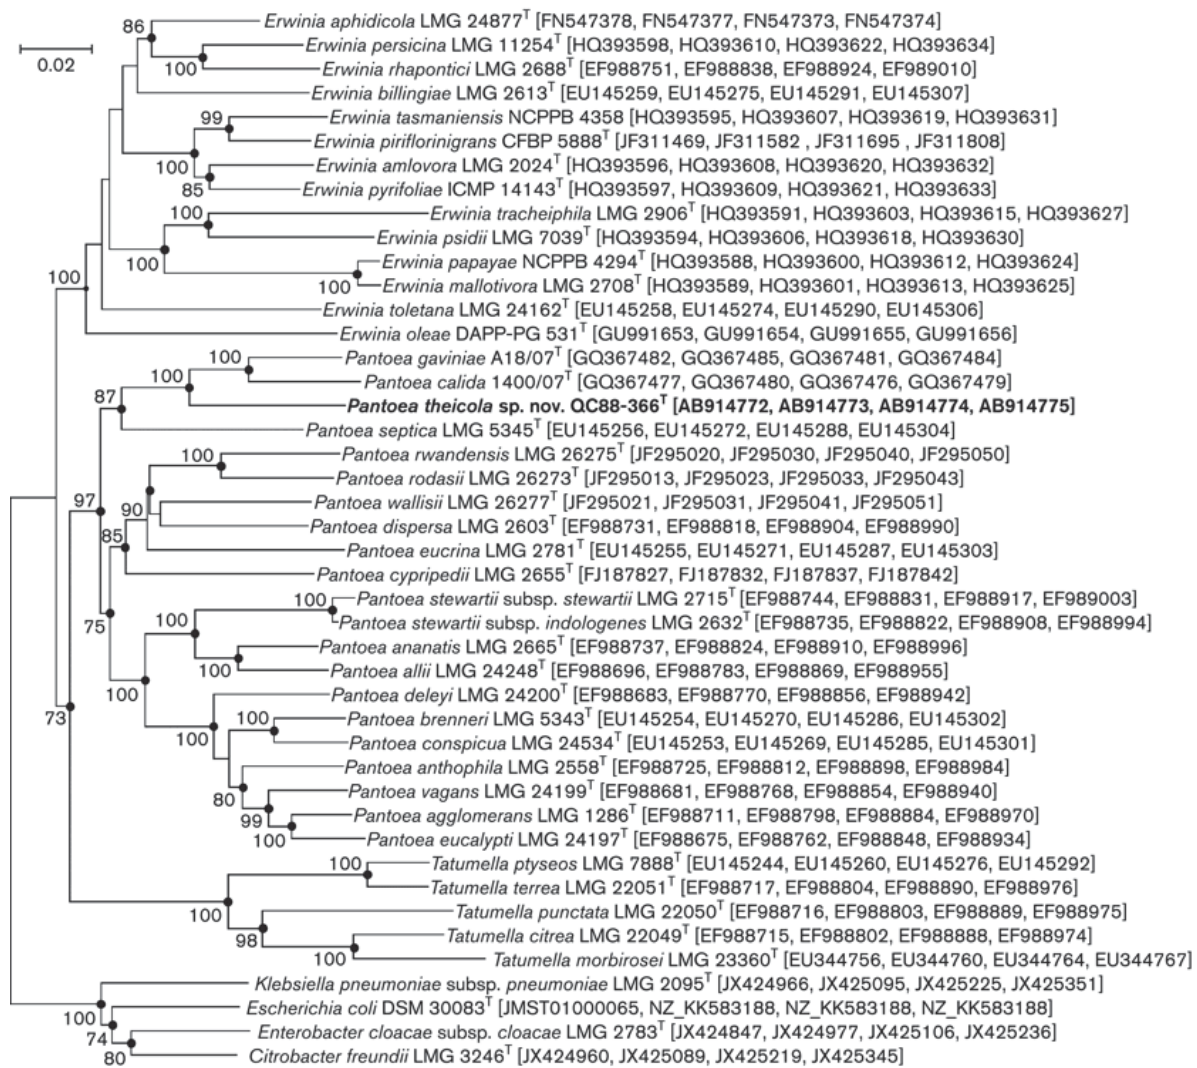 Erwinia aphidicola LMG 24877T [FN547378, FN547377, FN547373, FN547374]
86
Erwinia persicina LMG 11254T [HQ393598, HQ393610, HQ393622, HQ393634]
0.02
100
Erwinia rhapontici LMG 2688T [EF988751, EF988838, EF988924, EF989010]
Erwinia billingiae LMG 2613T [EU145259, EU145275, EU145291, EU145307]
99
Erwinia tasmaniensis NCPPB 4358 [HQ393595, HQ393607, HQ393619, HQ393631]
Erwinia piriflorinigrans CFBP 5888T [JF311469, JF311582 , JF311695 , JF311808]
100
Erwinia amlovora LMG 2024T [HQ393596, HQ393608, HQ393620, HQ393632]
85
Erwinia pyrifoliae ICMP 14143T [HQ393597, HQ393609, HQ393621, HQ393633]
100
Erwinia tracheiphila LMG 2906T [HQ393591, HQ393603, HQ393615, HQ393627]
Erwinia psidii LMG 7039T [HQ393594, HQ393606, HQ393618, HQ393630]
100
Erwinia papayae NCPPB 4294T [HQ393588, HQ393600, HQ393612, HQ393624]
100
Erwinia mallotivora LMG 2708T [HQ393589, HQ393601, HQ393613, HQ393625]
100
Erwinia toletana LMG 24162T [EU145258, EU145274, EU145290, EU145306]
Erwinia oleae DAPP-PG 531T [GU991653, GU991654, GU991655, GU991656]
100
Pantoea gaviniae A18/07T [GQ367482, GQ367485, GQ367481, GQ367484]
100
Pantoea calida 1400/07T [GQ367477, GQ367480, GQ367476, GQ367479]
87
Pantoea theicola sp. nov. QC88-366T [AB914772, AB914773, AB914774, AB914775]
Pantoea septica LMG 5345T [EU145256, EU145272, EU145288, EU145304]
100
Pantoea rwandensis LMG 26275T [JF295020, JF295030, JF295040, JF295050]
Pantoea rodasii LMG 26273T [JF295013, JF295023, JF295033, JF295043]
97
Pantoea wallisii LMG 26277T [JF295021, JF295031, JF295041, JF295051]
90
Pantoea dispersa LMG 2603T [EF988731, EF988818, EF988904, EF988990]
85
Pantoea eucrina LMG 2781T [EU145255, EU145271, EU145287, EU145303]
Pantoea cypripedii LMG 2655T [FJ187827, FJ187832, FJ187837, FJ187842]
100
Pantoea stewartii subsp. stewartii LMG 2715T [EF988744, EF988831, EF988917, EF989003]
75
100
Pantoea stewartii subsp. indologenes LMG 2632T [EF988735, EF988822, EF988908, EF988994]
Pantoea ananatis LMG 2665T [EF988737, EF988824, EF988910, EF988996]
100
Pantoea allii LMG 24248T [EF988696, EF988783, EF988869, EF988955]
100
Pantoea deleyi LMG 24200T [EF988683, EF988770, EF988856, EF988942]
73
100
Pantoea brenneri LMG 5343T [EU145254, EU145270, EU145286, EU145302]
100
Pantoea conspicua LMG 24534T [EU145253, EU145269, EU145285, EU145301]
Pantoea anthophila LMG 2558T [EF988725, EF988812, EF988898, EF988984]
80
Pantoea vagans LMG 24199T [EF988681, EF988768, EF988854, EF988940]
99
Pantoea agglomerans LMG 1286T [EF988711, EF988798, EF988884, EF988970]
100
Pantoea eucalypti LMG 24197T [EF988675, EF988762, EF988848, EF988934]
100
Tatumella ptyseos LMG 7888T [EU145244, EU145260, EU145276, EU145292]
Tatumella terrea LMG 22051T [EF988717, EF988804, EF988890, EF988976]
100
Tatumella punctata LMG 22050T [EF988716, EF988803, EF988889, EF988975]
98
Tatumella citrea LMG 22049T [EF988715, EF988802, EF988888, EF988974]
100
Tatumella morbirosei LMG 23360T [EU344756, EU344760, EU344764, EU344767]
Klebsiella pneumoniae subsp. pneumoniae LMG 2095T [JX424966, JX425095, JX425225, JX425351]
100
Escherichia coli DSM 30083T [JMST01000065, NZ_KK583188, NZ_KK583188, NZ_KK583188]
74
Enterobacter cloacae subsp. cloacae LMG 2783T [JX424847, JX424977, JX425106, JX425236]
80
Citrobacter freundii LMG 3246T [JX424960, JX425089, JX425219, JX425345]